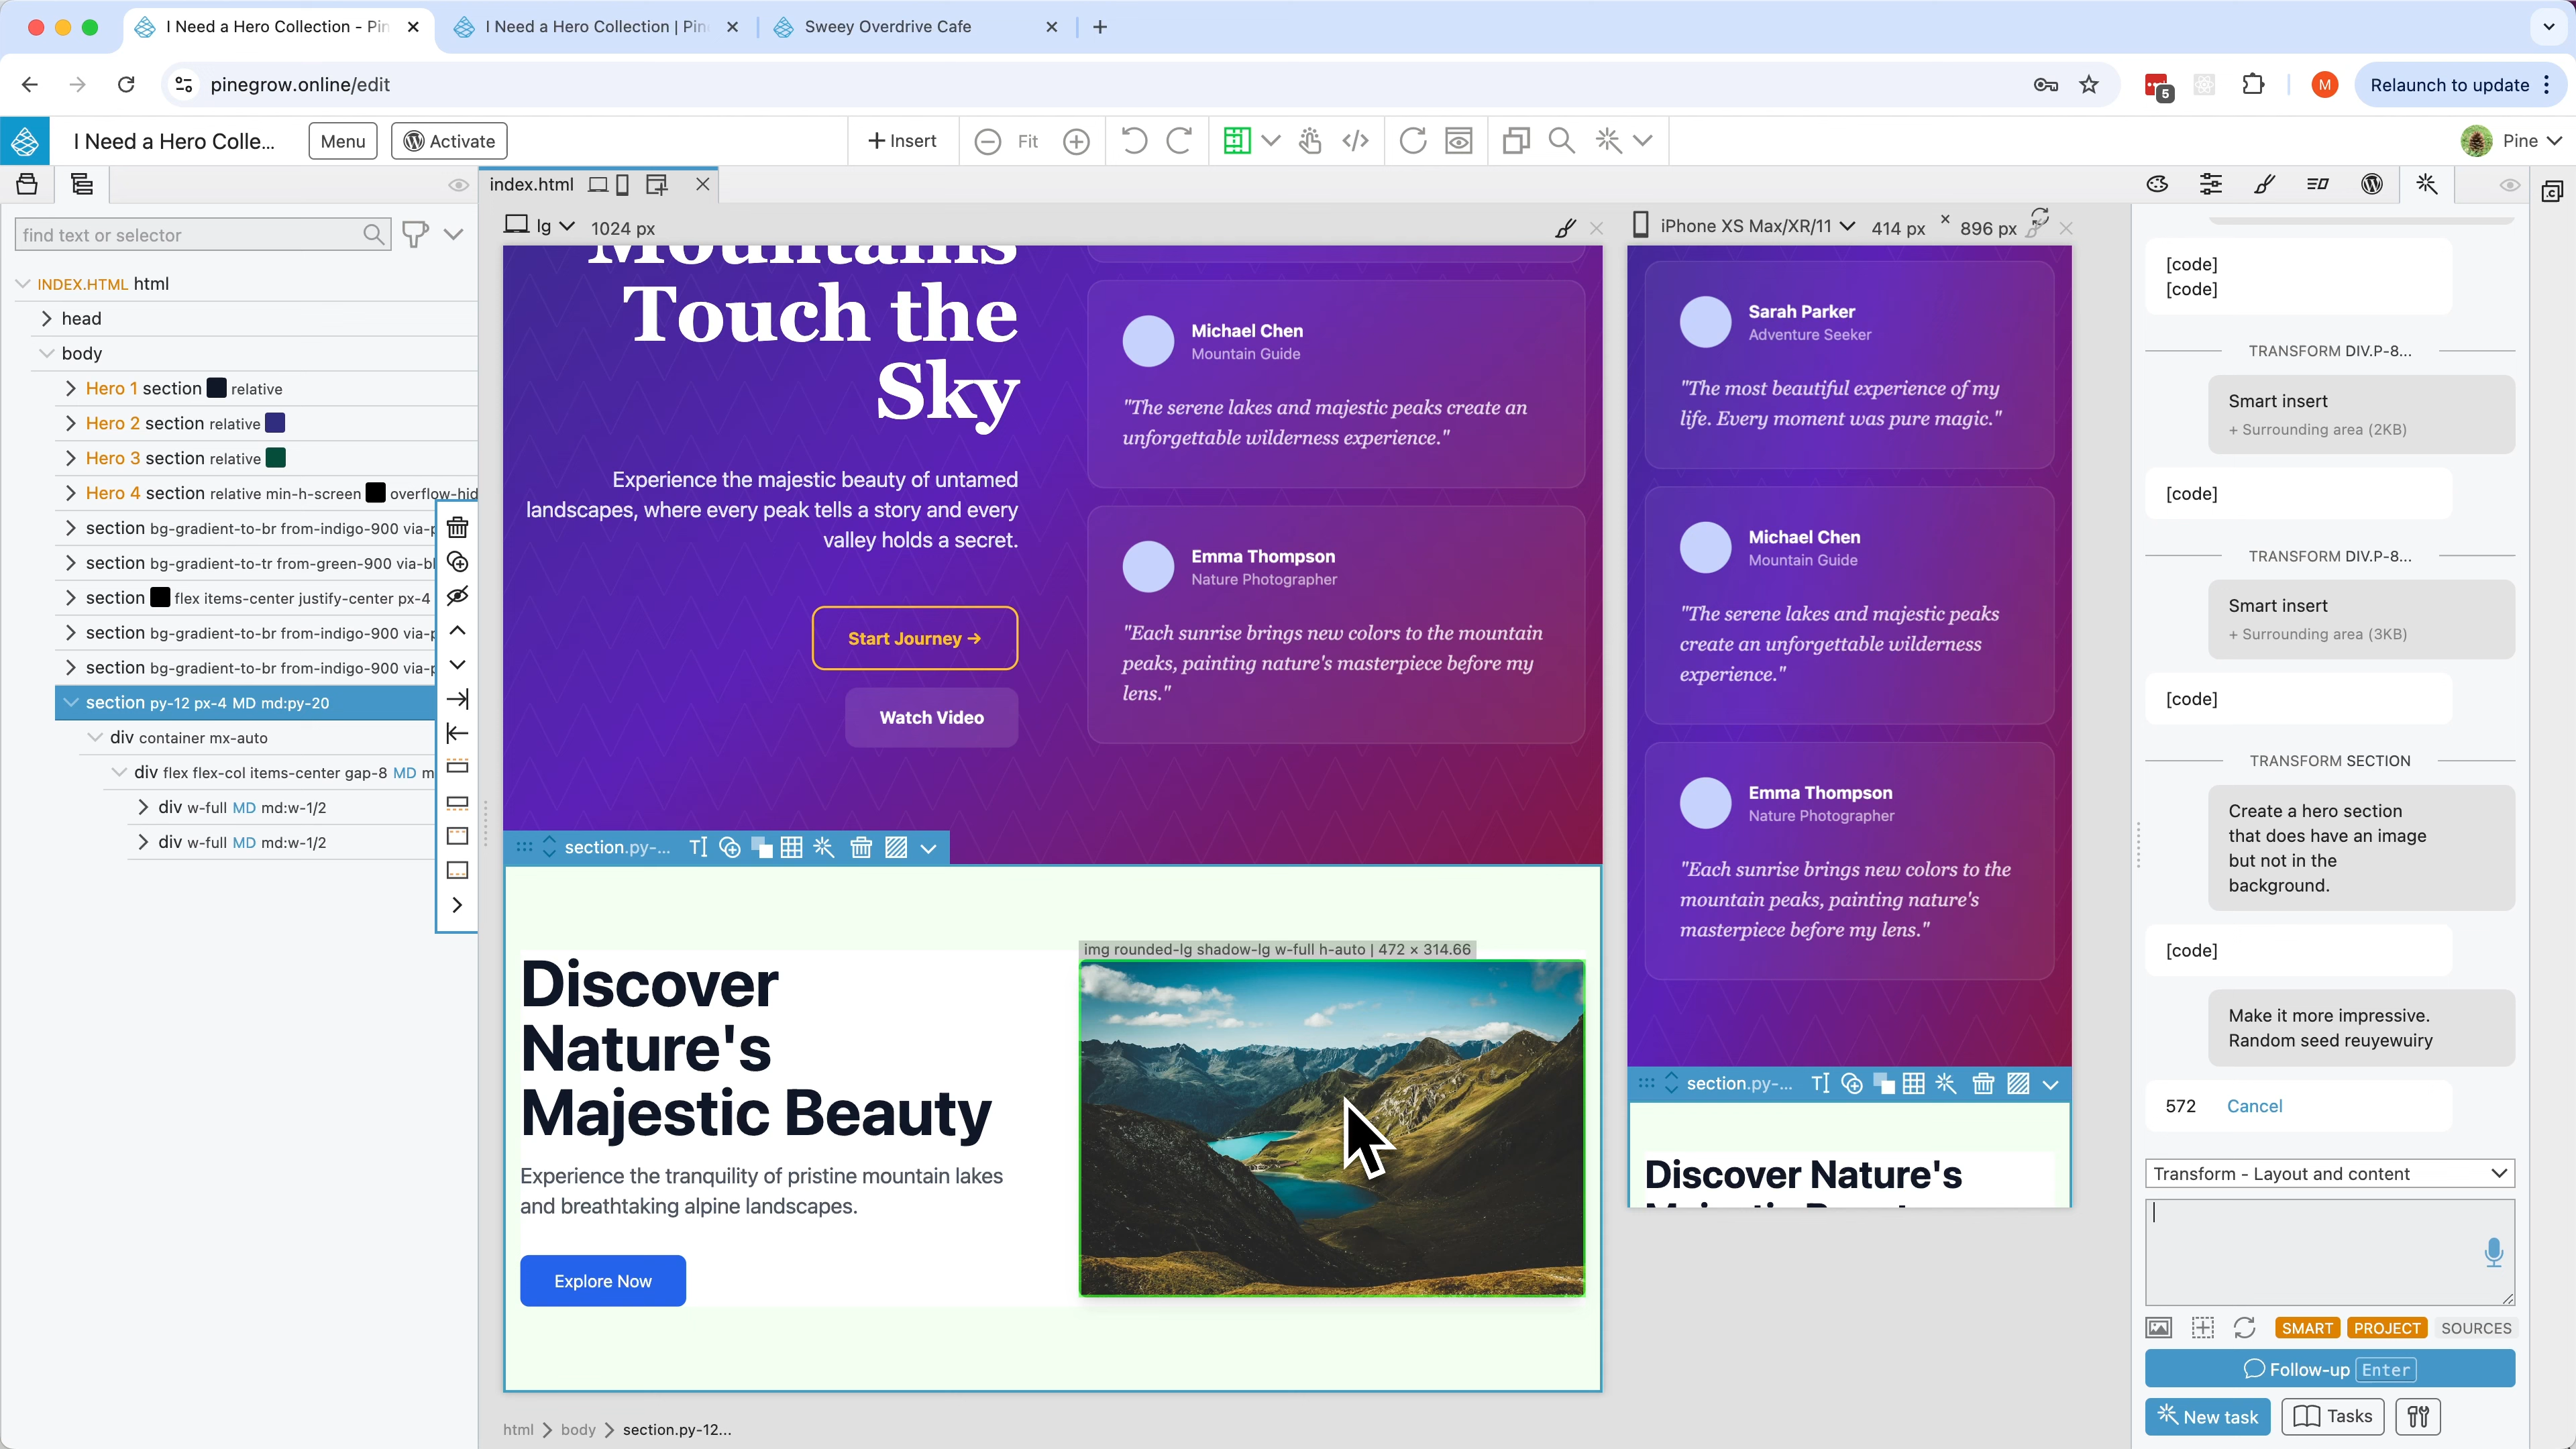 I Need a Hero Collection - Pin
I Need a Hero Collection | Pin
Sweey Overdrive Cafe
pinegrow.online/edit
5
M
Relaunch to update
I Need a Hero Colle...
Menu
Activate
Insert
Fit
Pine
index.html
find text or selector
INDEX.HTML html
head
body
Hero 1 section relative
Hero 2 section relative
Hero 3 section relative
Hero 4 section relative min-h-screen overflow-hid
section bg-gradient-to-br from-indigo-900 via-p
section bg-gradient-to-tr from-green-900 via-bl
section flex items-center justify-center px-4
section bg-gradient-to-br from-indigo-900 via-p
section bg-gradient-to-br from-indigo-900 via-p
section py-12 px-4 MD md:py-20
div container mx-auto
div flex flex-col items-center gap-8 MD m
div w-full MD md:w-1/2
div w-full MD md:w-1/2
lg 1024 px
Mountains
Touch the
Sky
Experience the majestic beauty of untamed
landscapes, where every peak tells a story and every
valley holds a secret.
Start Journey →
Watch Video
Michael Chen
Mountain Guide
"The serene lakes and majestic peaks create an
unforgettable wilderness experience."
Emma Thompson
Nature Photographer
"Each sunrise brings new colors to the mountain
peaks, painting nature's masterpiece before my
lens."
section.py-...
img rounded-lg shadow-lg w-full h-auto | 472 × 314.66
Discover
Nature's
Majestic Beauty
Experience the tranquility of pristine mountain lakes
and breathtaking alpine landscapes.
Explore Now
html body section.py-12...
iPhone XS Max/XR/11 414 px × 896 px
Sarah Parker
Adventure Seeker
"The most beautiful experience of my
life. Every moment was pure magic."
Michael Chen
Mountain Guide
"The serene lakes and majestic peaks
create an unforgettable wilderness
experience."
Emma Thompson
Nature Photographer
"Each sunrise brings new colors to the
mountain peaks, painting nature's
masterpiece before my lens."
section.py-...
Discover Nature's
Majestic Beauty
[code]
[code]
TRANSFORM DIV.P-8...
Smart insert
+ Surrounding area (2KB)
[code]
TRANSFORM DIV.P-8...
Smart insert
+ Surrounding area (3KB)
[code]
TRANSFORM SECTION
Create a hero section
that does have an image
but not in the
background.
[code]
Make it more impressive.
Random seed reuyewuiry
572 Cancel
Transform - Layout and content
SMART PROJECT SOURCES
Follow-up Enter
New task
Tasks